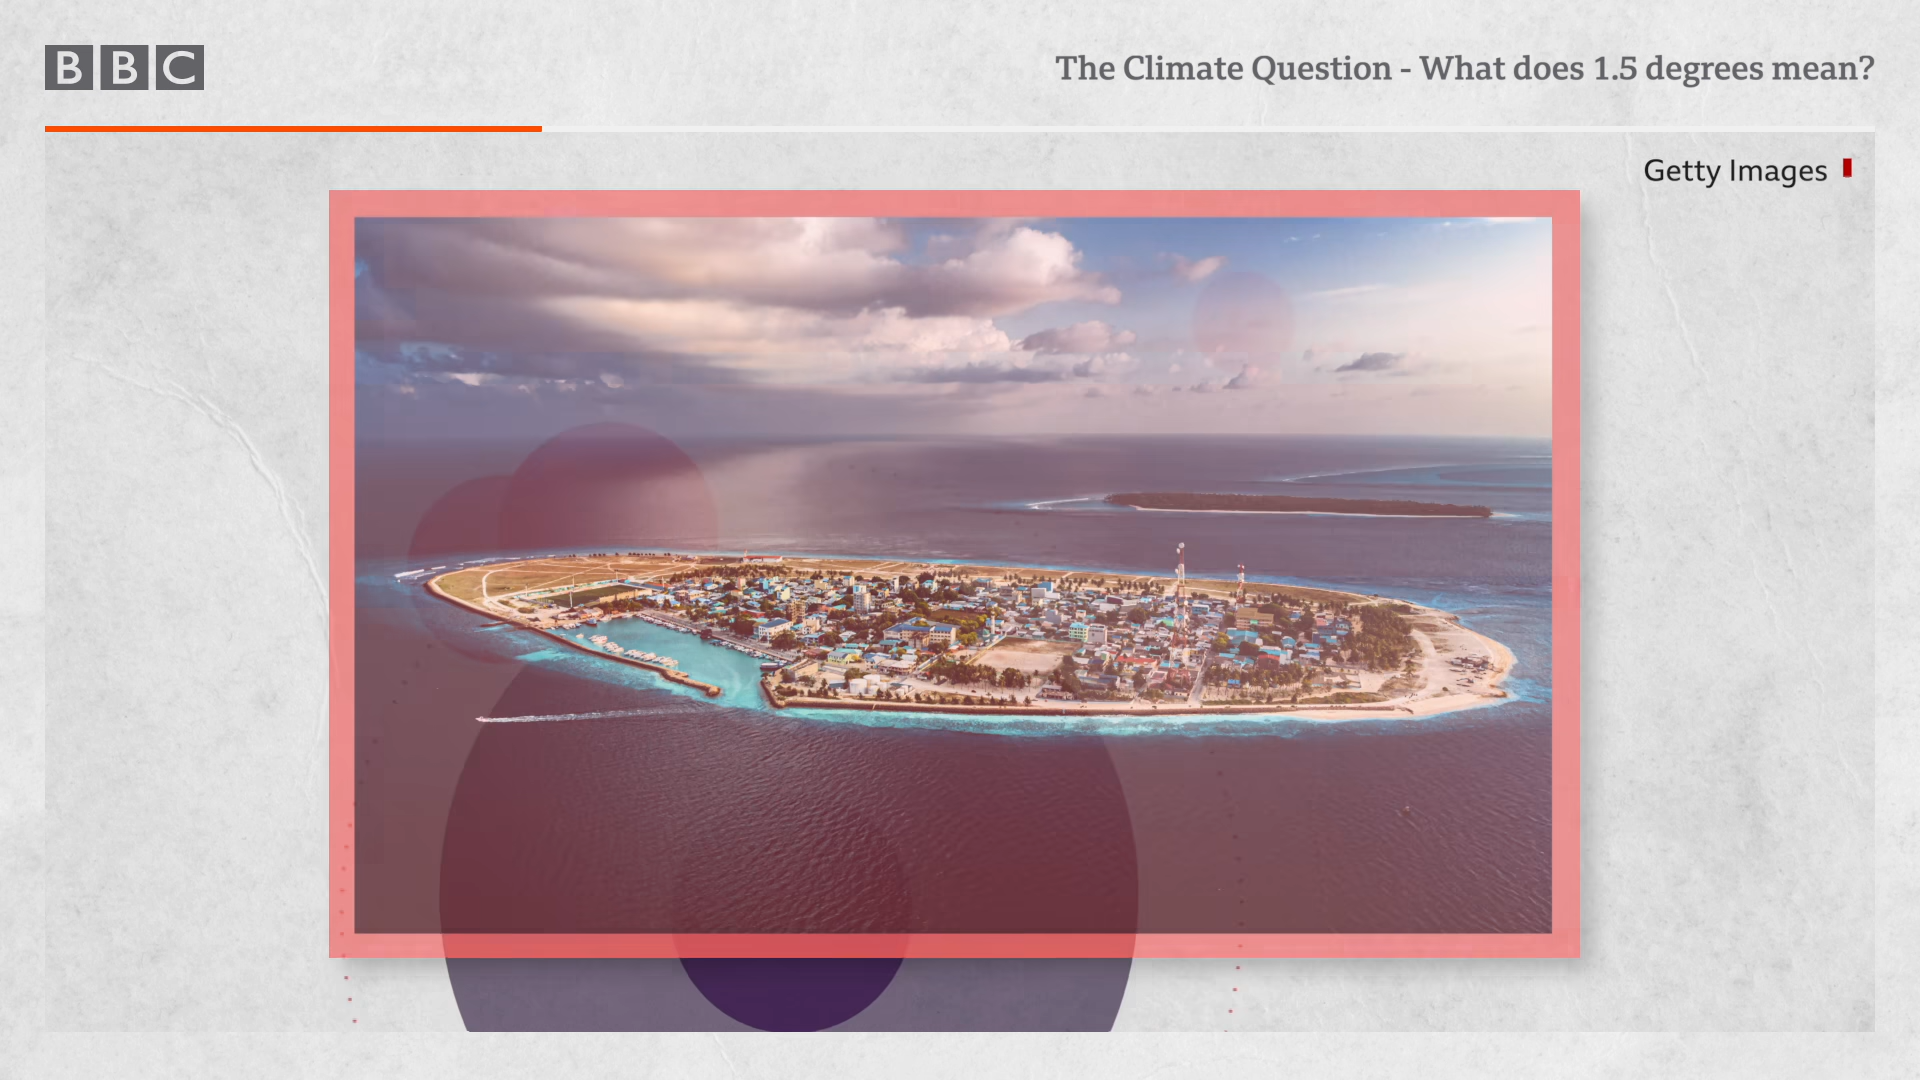 BBC
The Climate Question - What does 1.5 degrees mean?
Getty Images